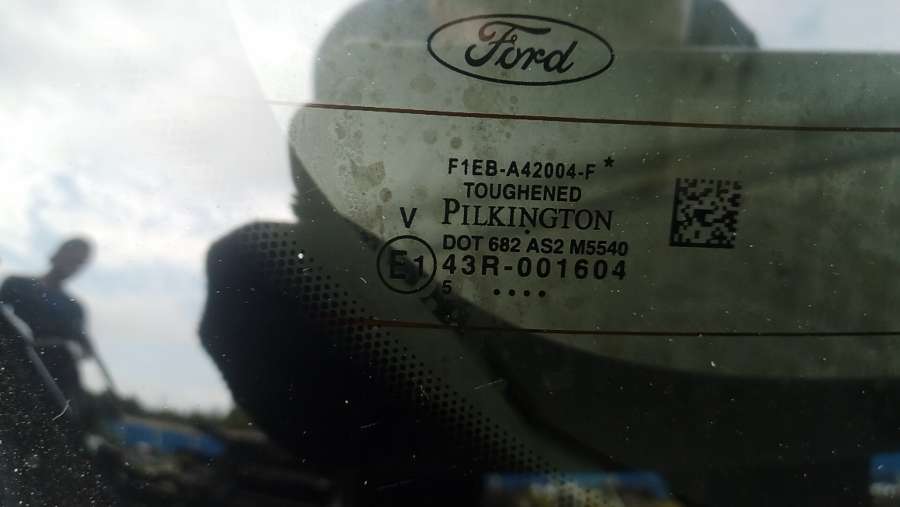 Ford
F1EB-A42004-F*
TOUGHENED
V PILKINGTON
DOT 682 AS2 M5540
E1 43R-001604
5 ••••